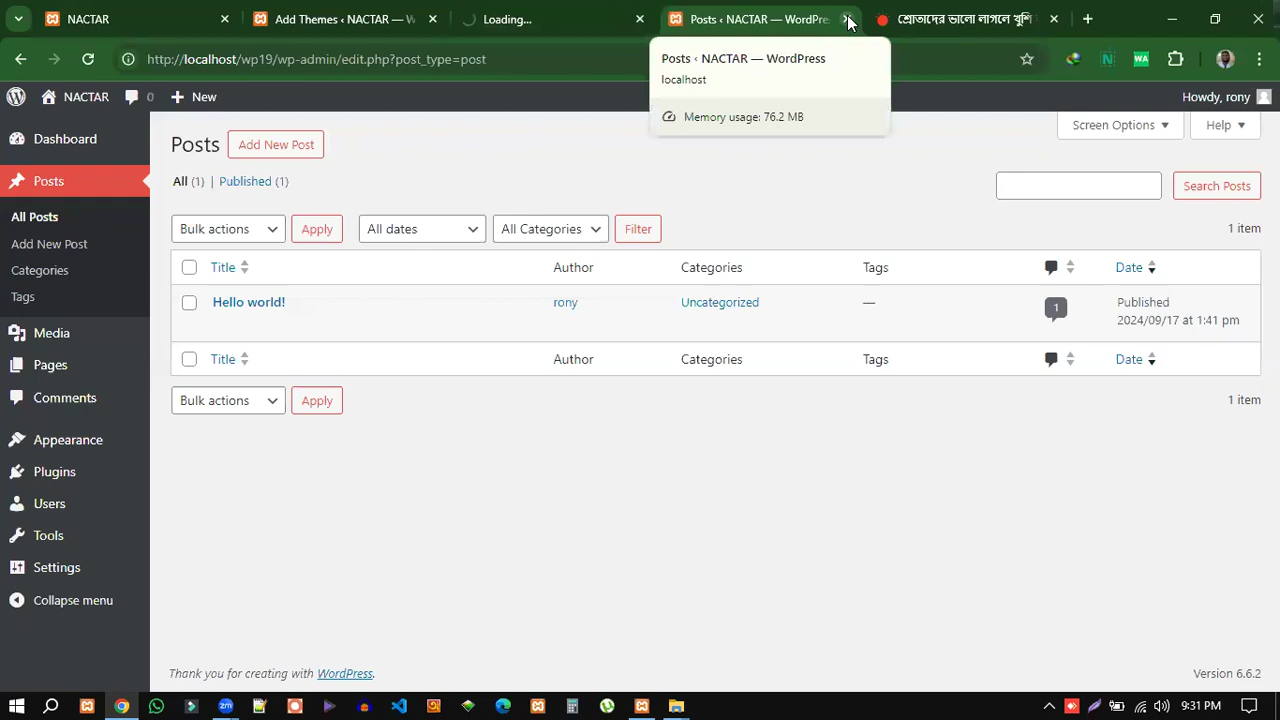 NACTAR
Add Themes ‹ NACTAR — W
Loading...
Posts ‹ NACTAR — WordPre
শ্রোতাদের ভালো লাগলে খুশি
http://localhost/wp19/wp-admin/edit.php?post_type=post
Posts ‹ NACTAR — WordPress
localhost
Memory usage: 76.2 MB
NACTAR
0
New
Howdy, rony
Dashboard
Posts
All Posts
Add New Post
Categories
Tags
Media
Pages
Comments
Appearance
Plugins
Users
Tools
Settings
Collapse menu
Posts
Add New Post
Screen Options
Help
All (1) | Published (1)
Search Posts
Bulk actions
Apply
All dates
All Categories
Filter
1 item
Title
Author
Categories
Tags
Date
Hello world!
rony
Uncategorized
—
1
Published
2024/09/17 at 1:41 pm
Title
Author
Categories
Tags
Date
Bulk actions
Apply
1 item
Thank you for creating with WordPress.
Version 6.6.2
9:31 PM